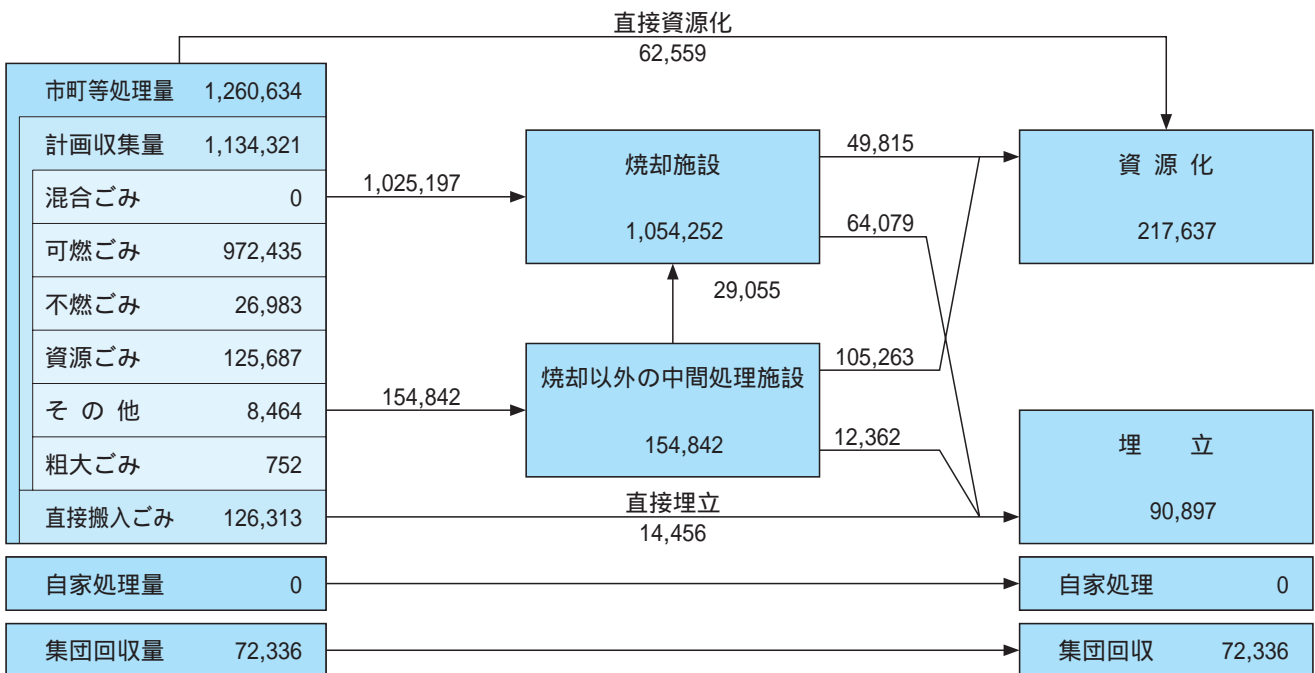 直接資源化
62,559
市町等処理量 1,260,634
計画収集量 1,134,321
混合ごみ 0
可燃ごみ 972,435
不燃ごみ 26,983
資源ごみ 125,687
その他 8,464
粗大ごみ 752
直接搬入ごみ 126,313
自家処理量 0
集団回収量 72,336
1,025,197
154,842
焼却施設
1,054,252
29,055
焼却以外の中間処理施設
154,842
直接埋立
14,456
49,815
64,079
105,263
12,362
資源化
217,637
埋立
90,897
自家処理 0
集団回収 72,336